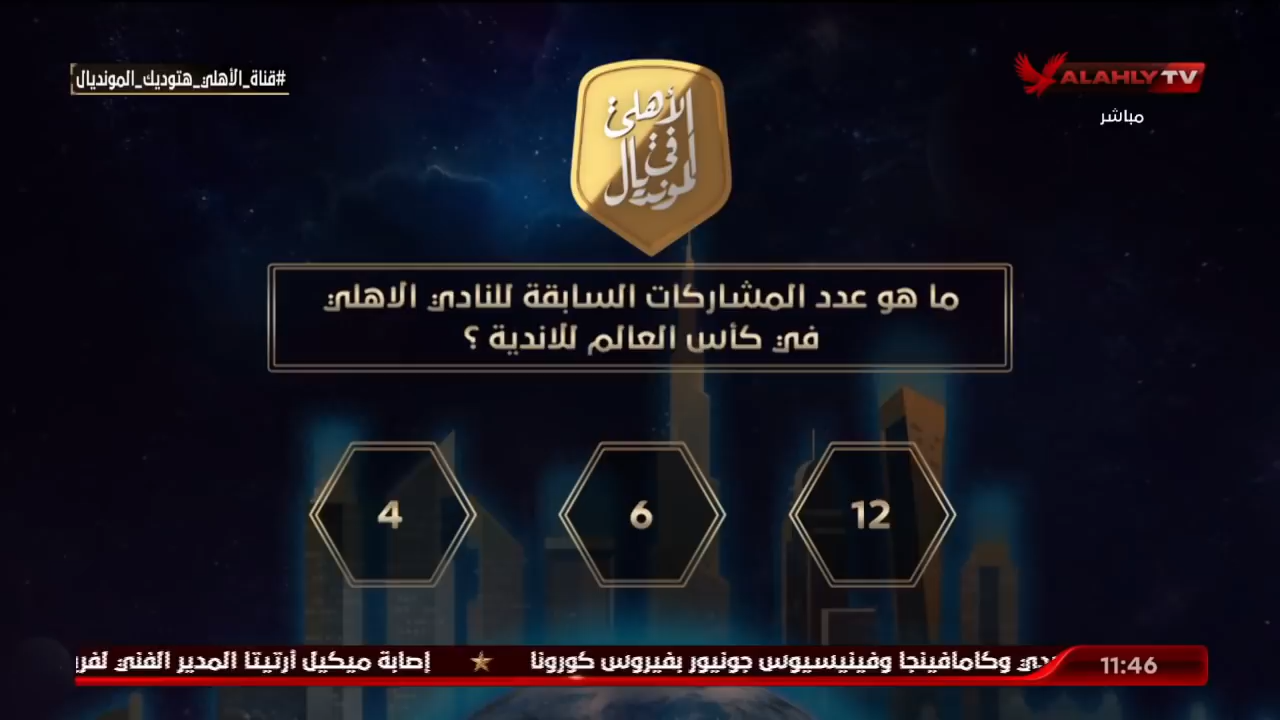 #قناة_الأهلي_هتوديك_المونديال
ALAHLY TV
مباشر
الأهلي
في
المونديال
ما هو عدد المشاركات السابقة للنادي الاهلي
في كأس العالم للاندية ؟
4
6
12
وكامافينجا وفينيسيوس جونيور بفيروس كورونا ★ إصابة ميكيل أرتيتا المدير الفني
11:46